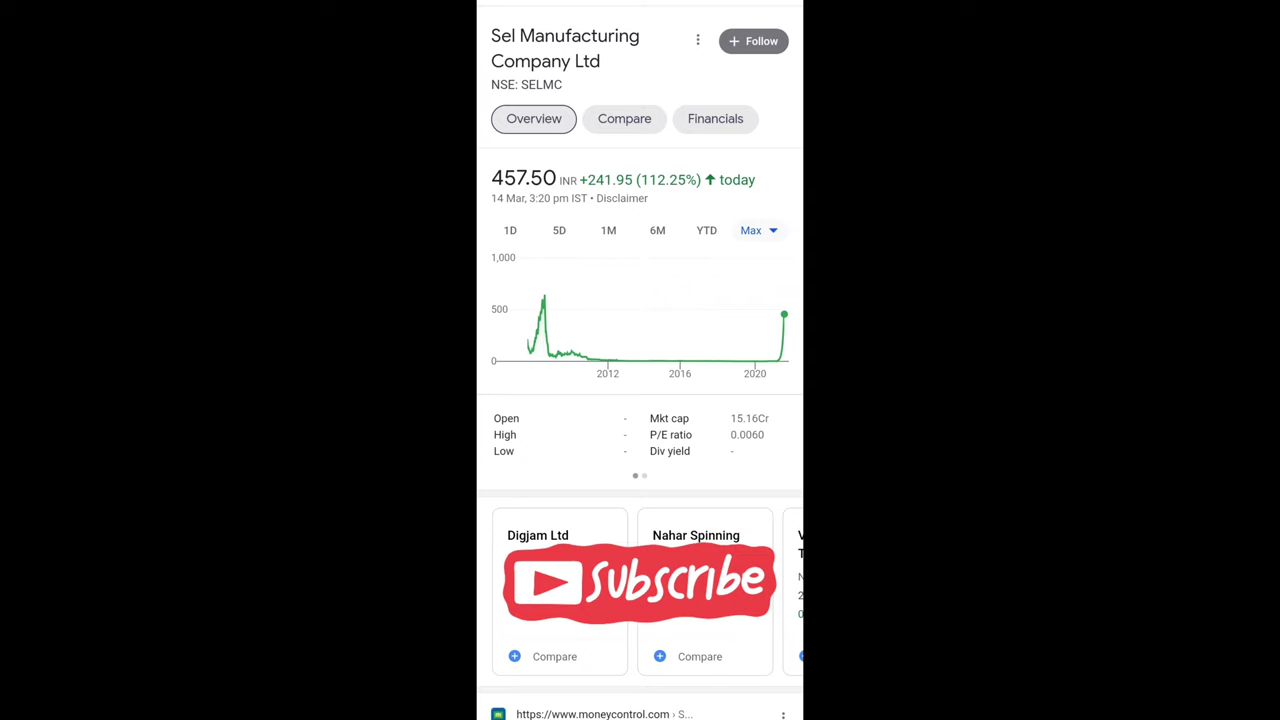 Sel Manufacturing
Company Ltd
+ Follow
NSE: SELMC
Overview Compare Financials
457.50 INR +241.95 (112.25%) ↑ today
14 Mar, 3:20 pm IST • Disclaimer
1D 5D 1M 6M YTD Max
1,000
500
0
2012 2016 2020
Open - Mkt cap 15.16Cr
High - P/E ratio 0.0060
Low - Div yield -
Digjam Ltd Nahar Spinning V
Subscribe
Compare Compare
https://www.moneycontrol.com › S...